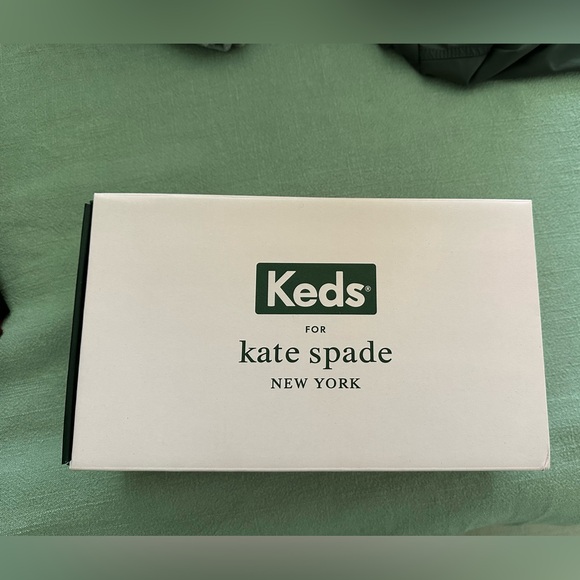 Keds®
FOR
kate spade
NEW YORK